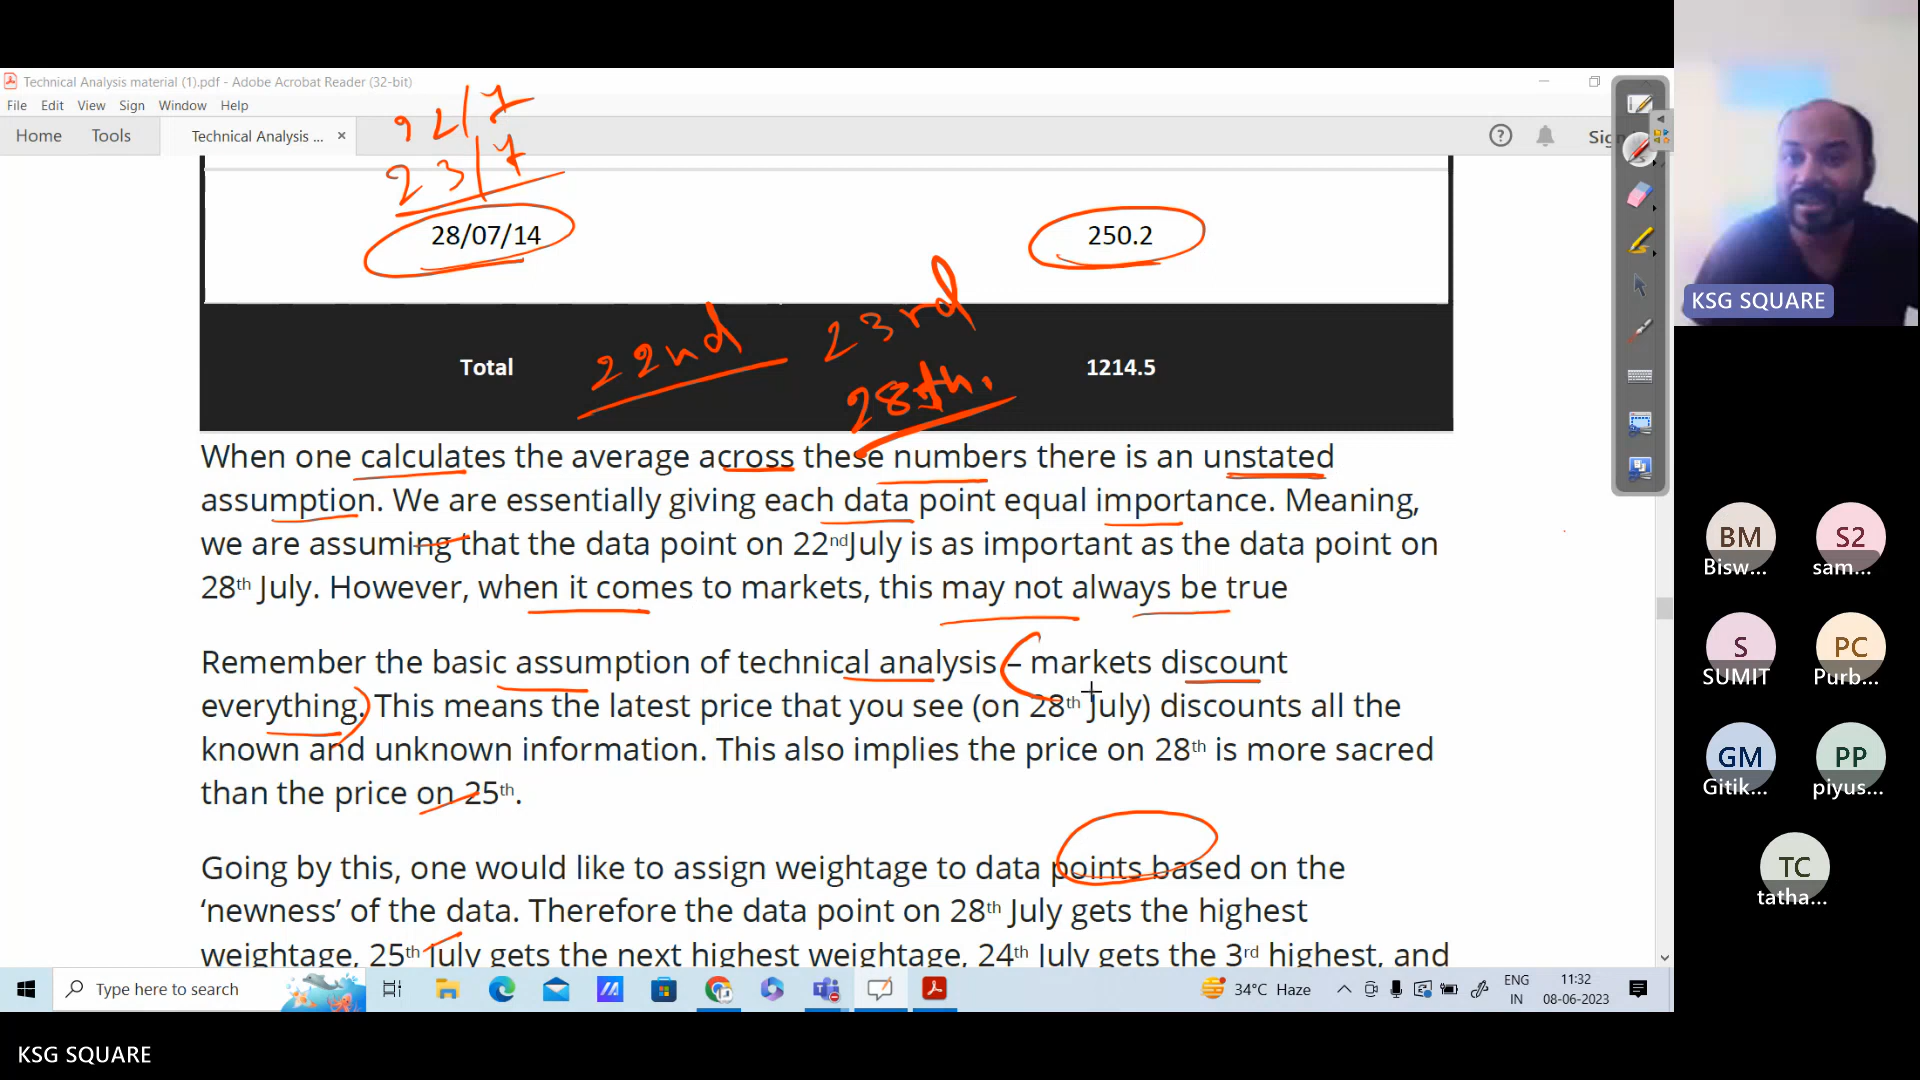 Technical Analysis material (1).pdf - Adobe Acrobat Reader (32-bit)
File Edit View Sign Window Help
Home Tools Technical Analysis ... ×
22/7
23/7
28/07/14 250.2
22nd 23rd
28th.
Total 1214.5
When one calculates the average across these numbers there is an unstated
assumption. We are essentially giving each data point equal importance. Meaning,
we are assuming that the data point on 22nd July is as important as the data point on
28th July. However, when it comes to markets, this may not always be true
Remember the basic assumption of technical analysis – markets discount
everything. This means the latest price that you see (on 28th July) discounts all the
known and unknown information. This also implies the price on 28th is more sacred
than the price on 25th.
Going by this, one would like to assign weightage to data points based on the
‘newness’ of the data. Therefore the data point on 28th July gets the highest
weightage, 25th July gets the next highest weightage, 24th July gets the 3rd highest, and
KSG SQUARE
BM S2
Bisw... sam...
S PC
SUMIT Purb...
GM PP
Gitik... piyus...
TC
tatha...
Type here to search
34°C Haze
ENG
IN
11:32
08-06-2023
KSG SQUARE